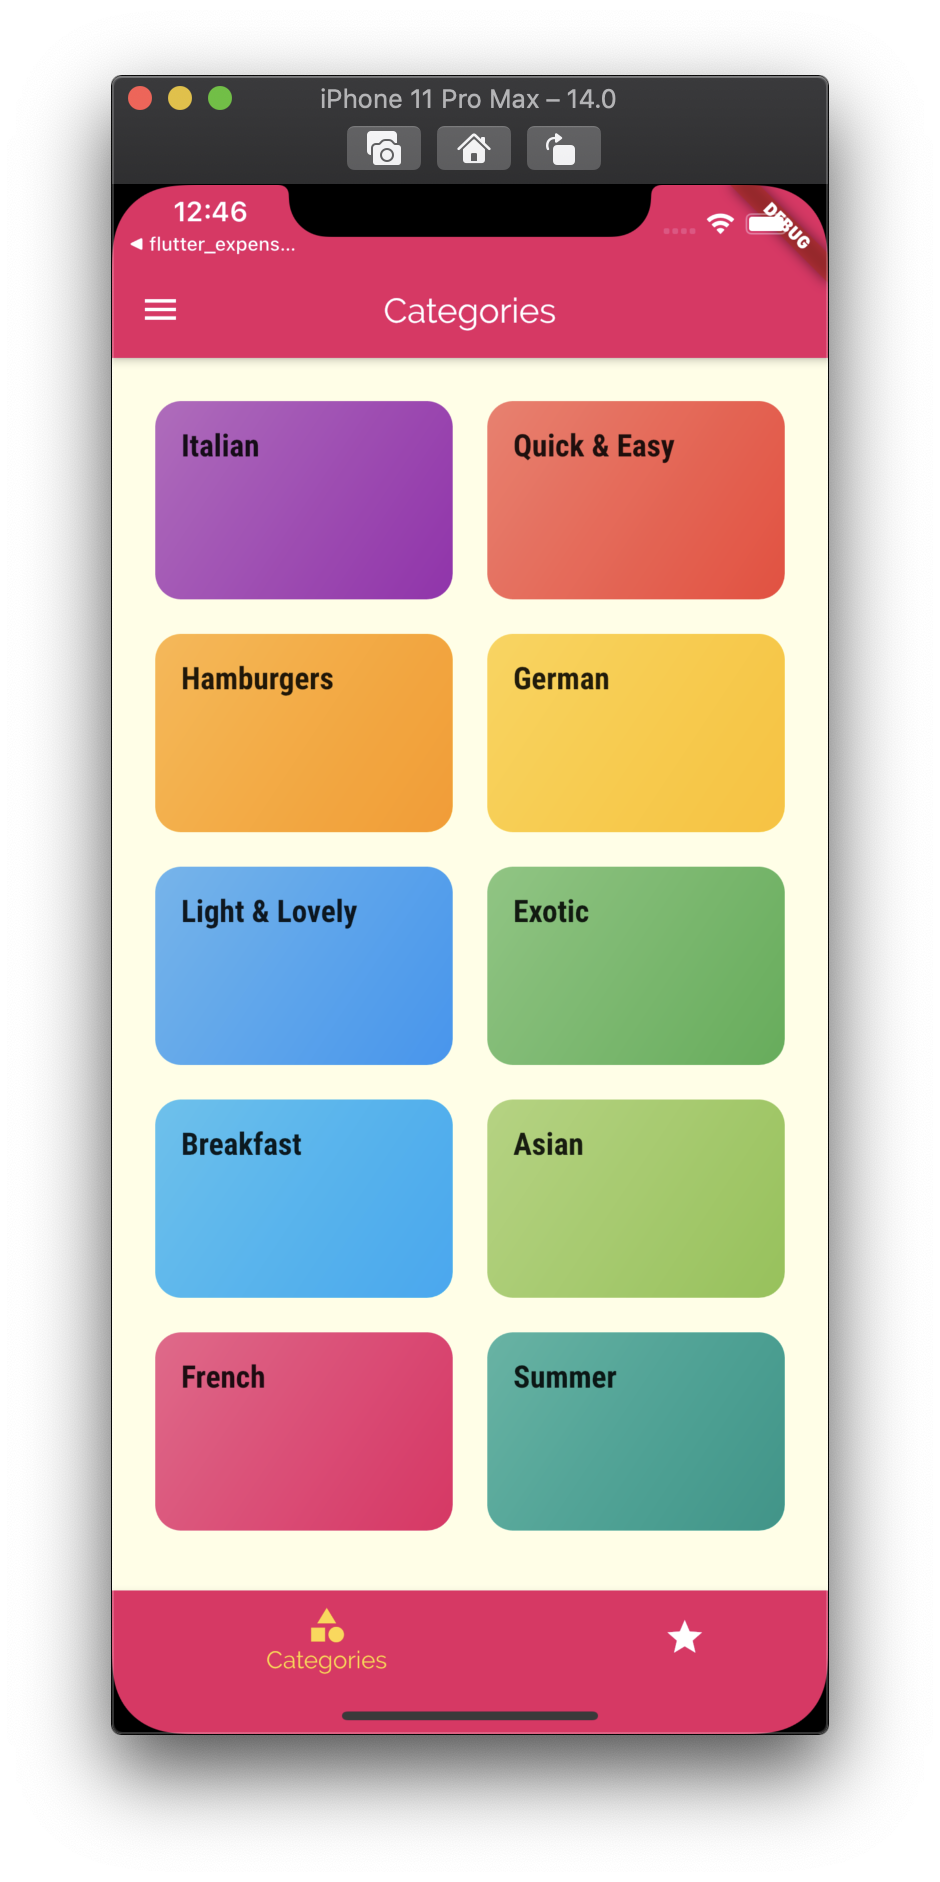 iPhone 11 Pro Max – 14.0
12:46
DEBUG
◀ flutter_expens...
Categories
Italian
Quick & Easy
Hamburgers
German
Light & Lovely
Exotic
Breakfast
Asian
French
Summer
Categories